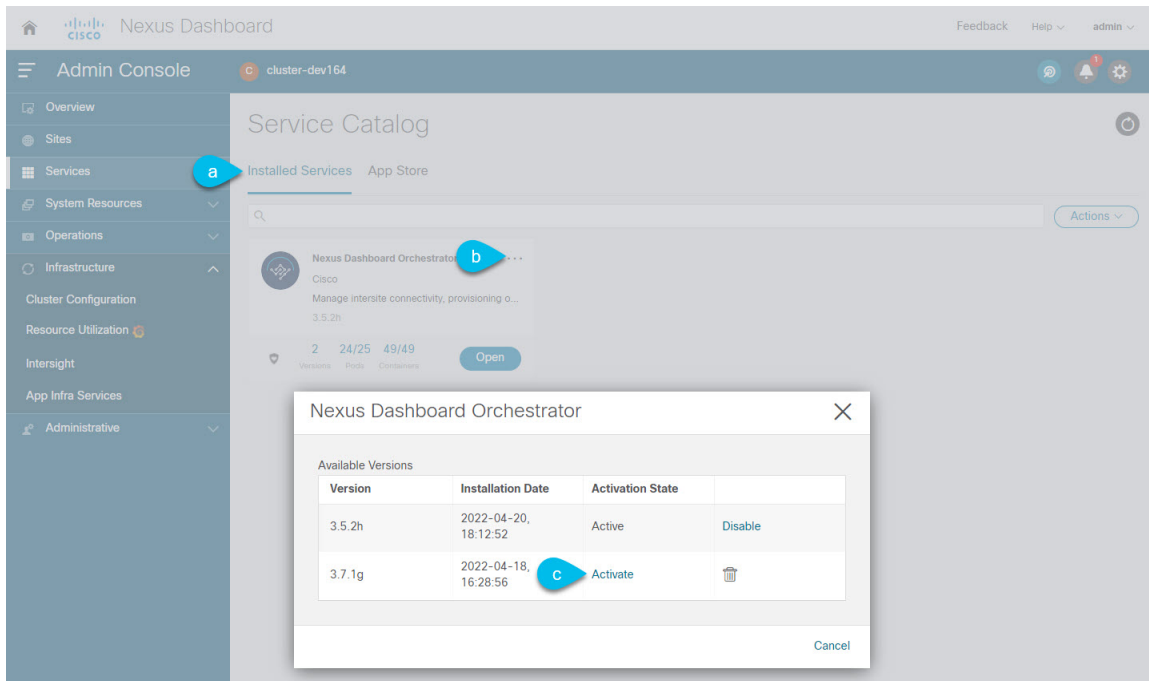 cisco Nexus Dashboard
Feedback
Help
admin
Admin Console
C cluster-dev164
1
Overview
Sites
Services
System Resources
Operations
Infrastructure
Cluster Configuration
Resource Utilization
Intersight
App Infra Services
Administrative
Service Catalog
a
Installed Services App Store
Actions
Nexus Dashboard Orchestrator
b
...
Cisco
Manage intersite connectivity, provisioning o...
3.5.2h
2 24/25 49/49
Versions Pods Containers
Open
Nexus Dashboard Orchestrator
Available Versions
Version Installation Date Activation State
3.5.2h 2022-04-20, 18:12:52 Active Disable
3.7.1g 2022-04-18, 16:28:56 c Activate
Cancel